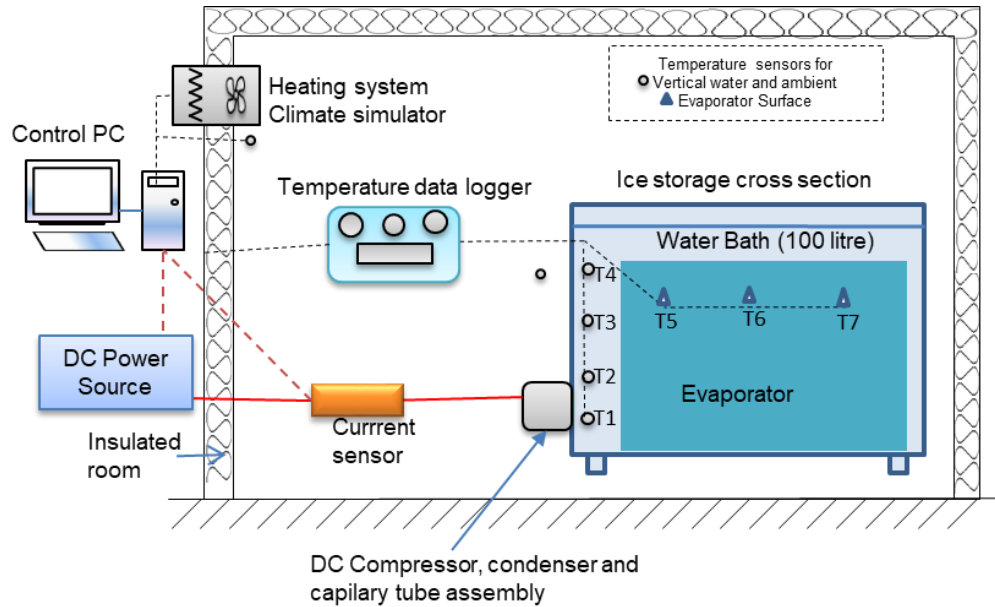 Temperature sensors for
Vertical water and ambient
Evaporator Surface
Heating system
Climate simulator
Control PC
Temperature data logger
Ice storage cross section
Water Bath (100 litre)
T4
T3
T2
T1
T5
T6
T7
Evaporator
DC Power
Source
Currrent
sensor
Insulated
room
DC Compressor, condenser and
capilary tube assembly